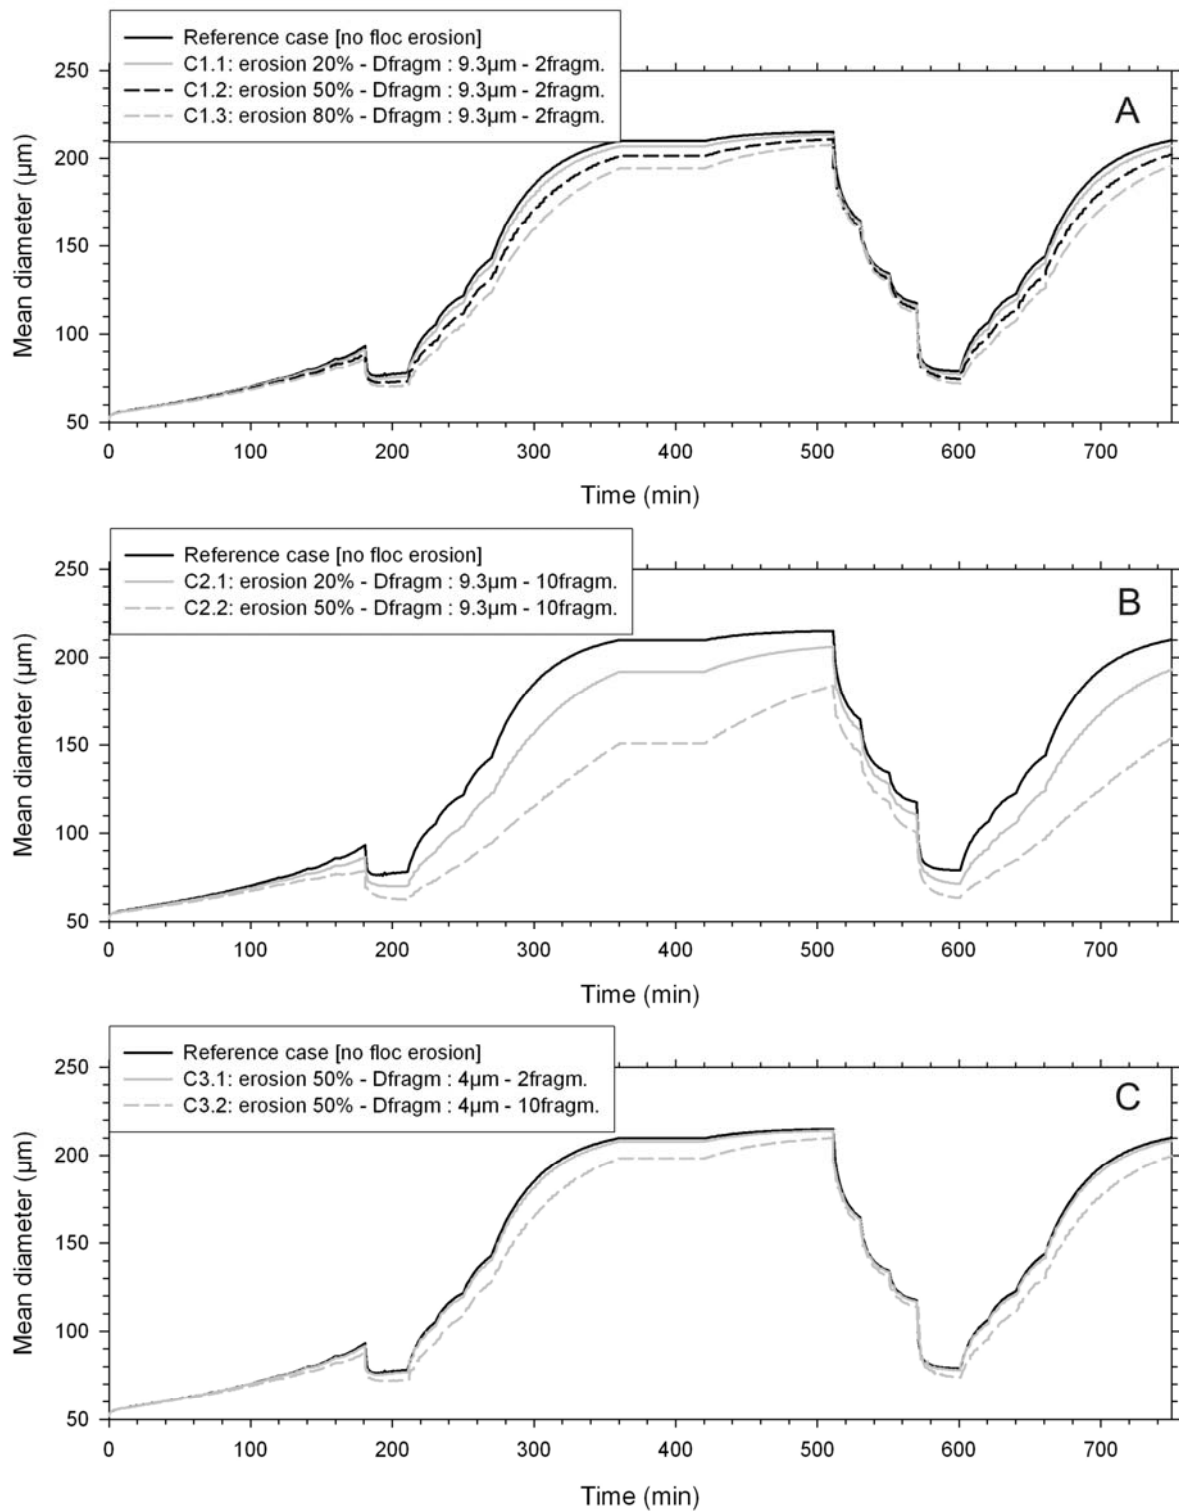 Reference case [no floc erosion]
C1.1: erosion 20% - Dfragm : 9.3µm - 2fragm.
C1.2: erosion 50% - Dfragm : 9.3µm - 2fragm.
C1.3: erosion 80% - Dfragm : 9.3µm - 2fragm.
A
250
200
150
100
50
Mean diameter (µm)
0 100 200 300 400 500 600 700
Time (min)
Reference case [no floc erosion]
C2.1: erosion 20% - Dfragm : 9.3µm - 10fragm.
C2.2: erosion 50% - Dfragm : 9.3µm - 10fragm.
B
250
200
150
100
50
Mean diameter (µm)
0 100 200 300 400 500 600 700
Time (min)
Reference case [no floc erosion]
C3.1: erosion 50% - Dfragm : 4µm - 2fragm.
C3.2: erosion 50% - Dfragm : 4µm - 10fragm.
C
250
200
150
100
50
Mean diameter (µm)
0 100 200 300 400 500 600 700
Time (min)